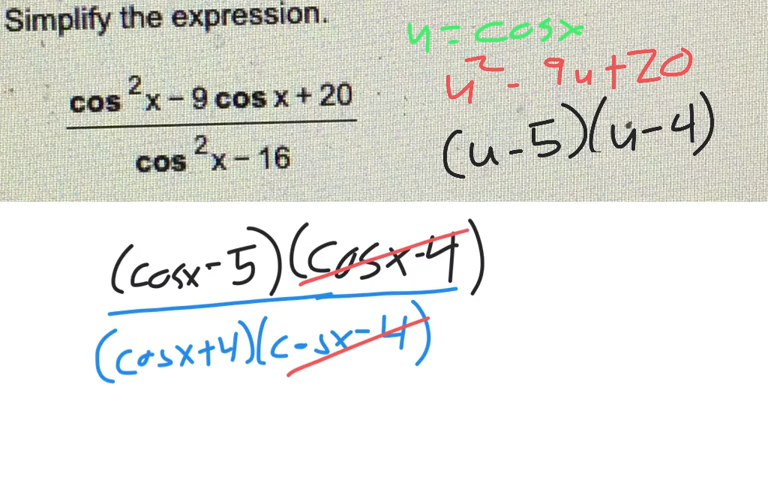 Simplify the expression.
cos²x - 9 cos x + 20
cos²x - 16
u = cosx
u² - 9u + 20
(u - 5)(u - 4)
(cosx - 5)(cosx - 4)
(cosx + 4)(cosx - 4)